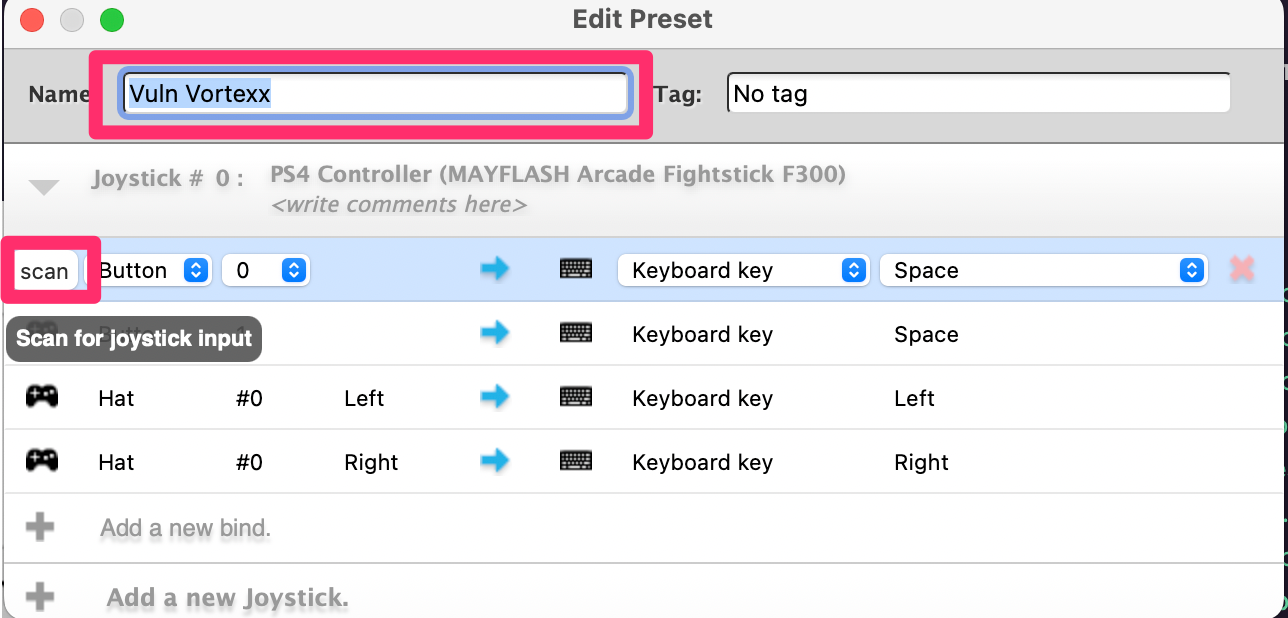 Edit Preset
Name Vuln Vortexx Tag: No tag
Joystick # 0 : PS4 Controller (MAYFLASH Arcade Fightstick F300)
<write comments here>
scan Button 0 Keyboard key Space
Scan for joystick input Keyboard key Space
Hat #0 Left Keyboard key Left
Hat #0 Right Keyboard key Right
Add a new bind.
Add a new Joystick.